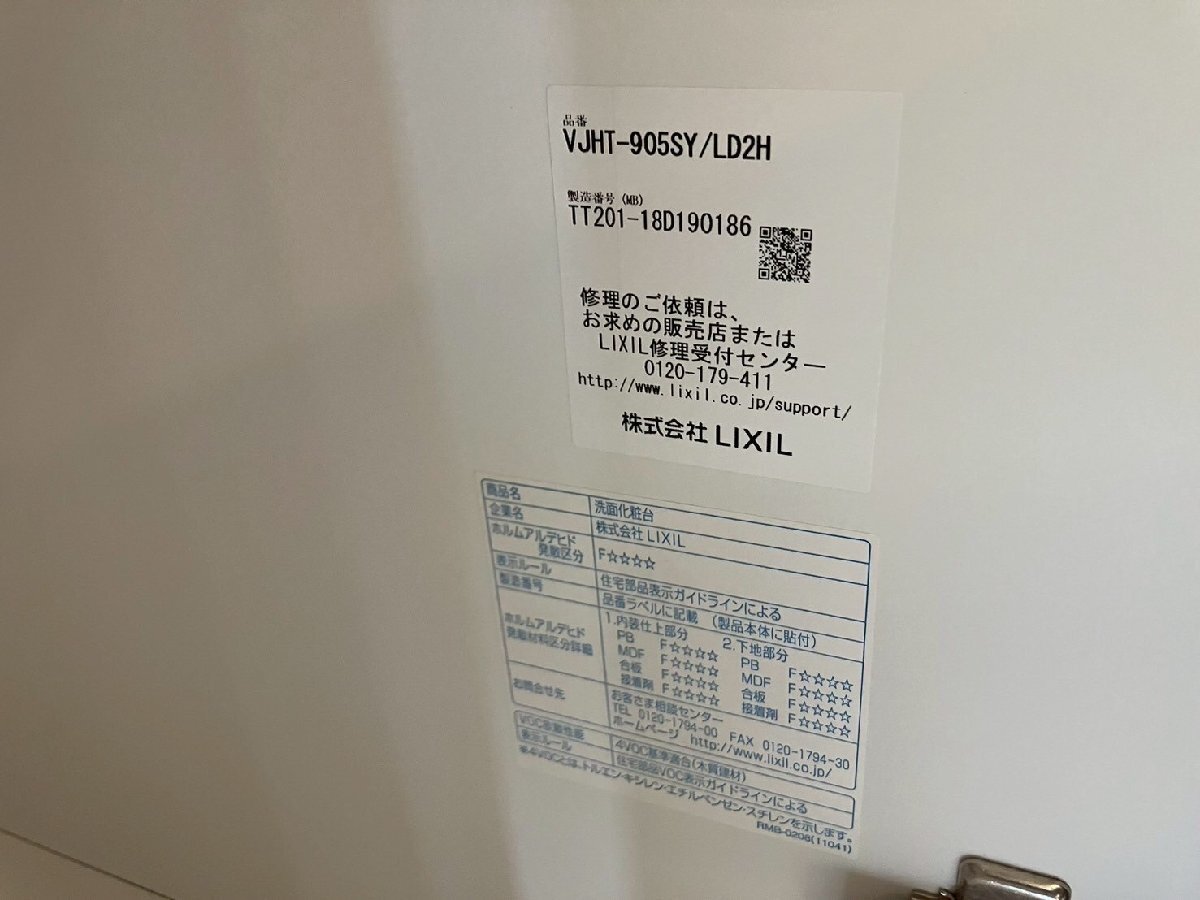 品番
VJHT-905SY/LD2H
製造番号(MB)
TT201-18D190186
修理のご依頼は、
お求めの販売店または
LIXIL修理受付センター
0120-179-411
http://www.lixil.co.jp/support/
株式会社 LIXIL
商品名 洗面化粧台
企業名 株式会社 LIXIL
ホルムアルデヒド
発散区分 F☆☆☆☆
表示ルール 住宅部品表示ガイドラインによる
製造番号 品番ラベルに記載 (製品本体に貼付)
ホルムアルデヒド
発散材料区分詳細
1.内装仕上部分 2.下地部分
PB F☆☆☆☆ PB F☆☆☆☆
MDF F☆☆☆☆ MDF F☆☆☆☆
合板 F☆☆☆☆ 合板 F☆☆☆☆
接着剤 F☆☆☆☆ 接着剤 F☆☆☆☆
お問合せ先 お客さま相談センター
TEL 0120-1794-00 FAX 0120-1794-30
ホームページ http://www.lixil.co.jp/
VOC放散性能 4VOC基準適合(木質建材)
表示ルール 住宅部品VOC表示ガイドラインによる
※4VOCとは、トルエン・キシレン・エチルベンゼン・スチレンを示します。
RMB-0206(11041)